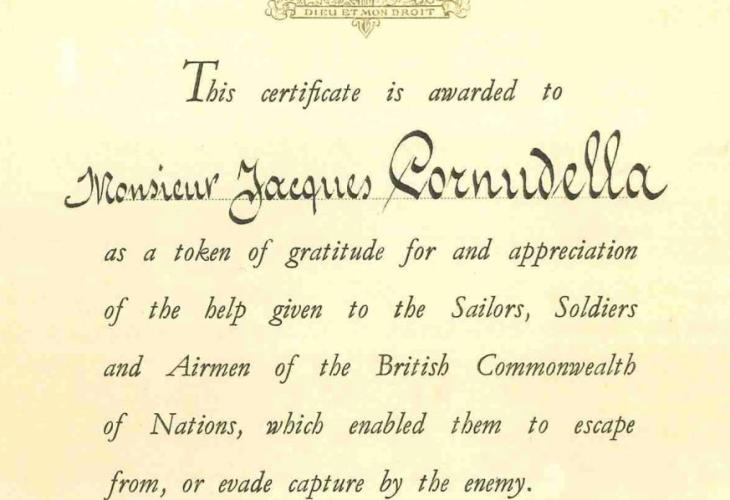 DIEU ET MON DROIT
This certificate is awarded to
Monsieur Jacques Cornudella
as a token of gratitude for and appreciation
of the help given to the Sailors, Soldiers
and Airmen of the British Commonwealth
of Nations, which enabled them to escape
from, or evade capture by the enemy.